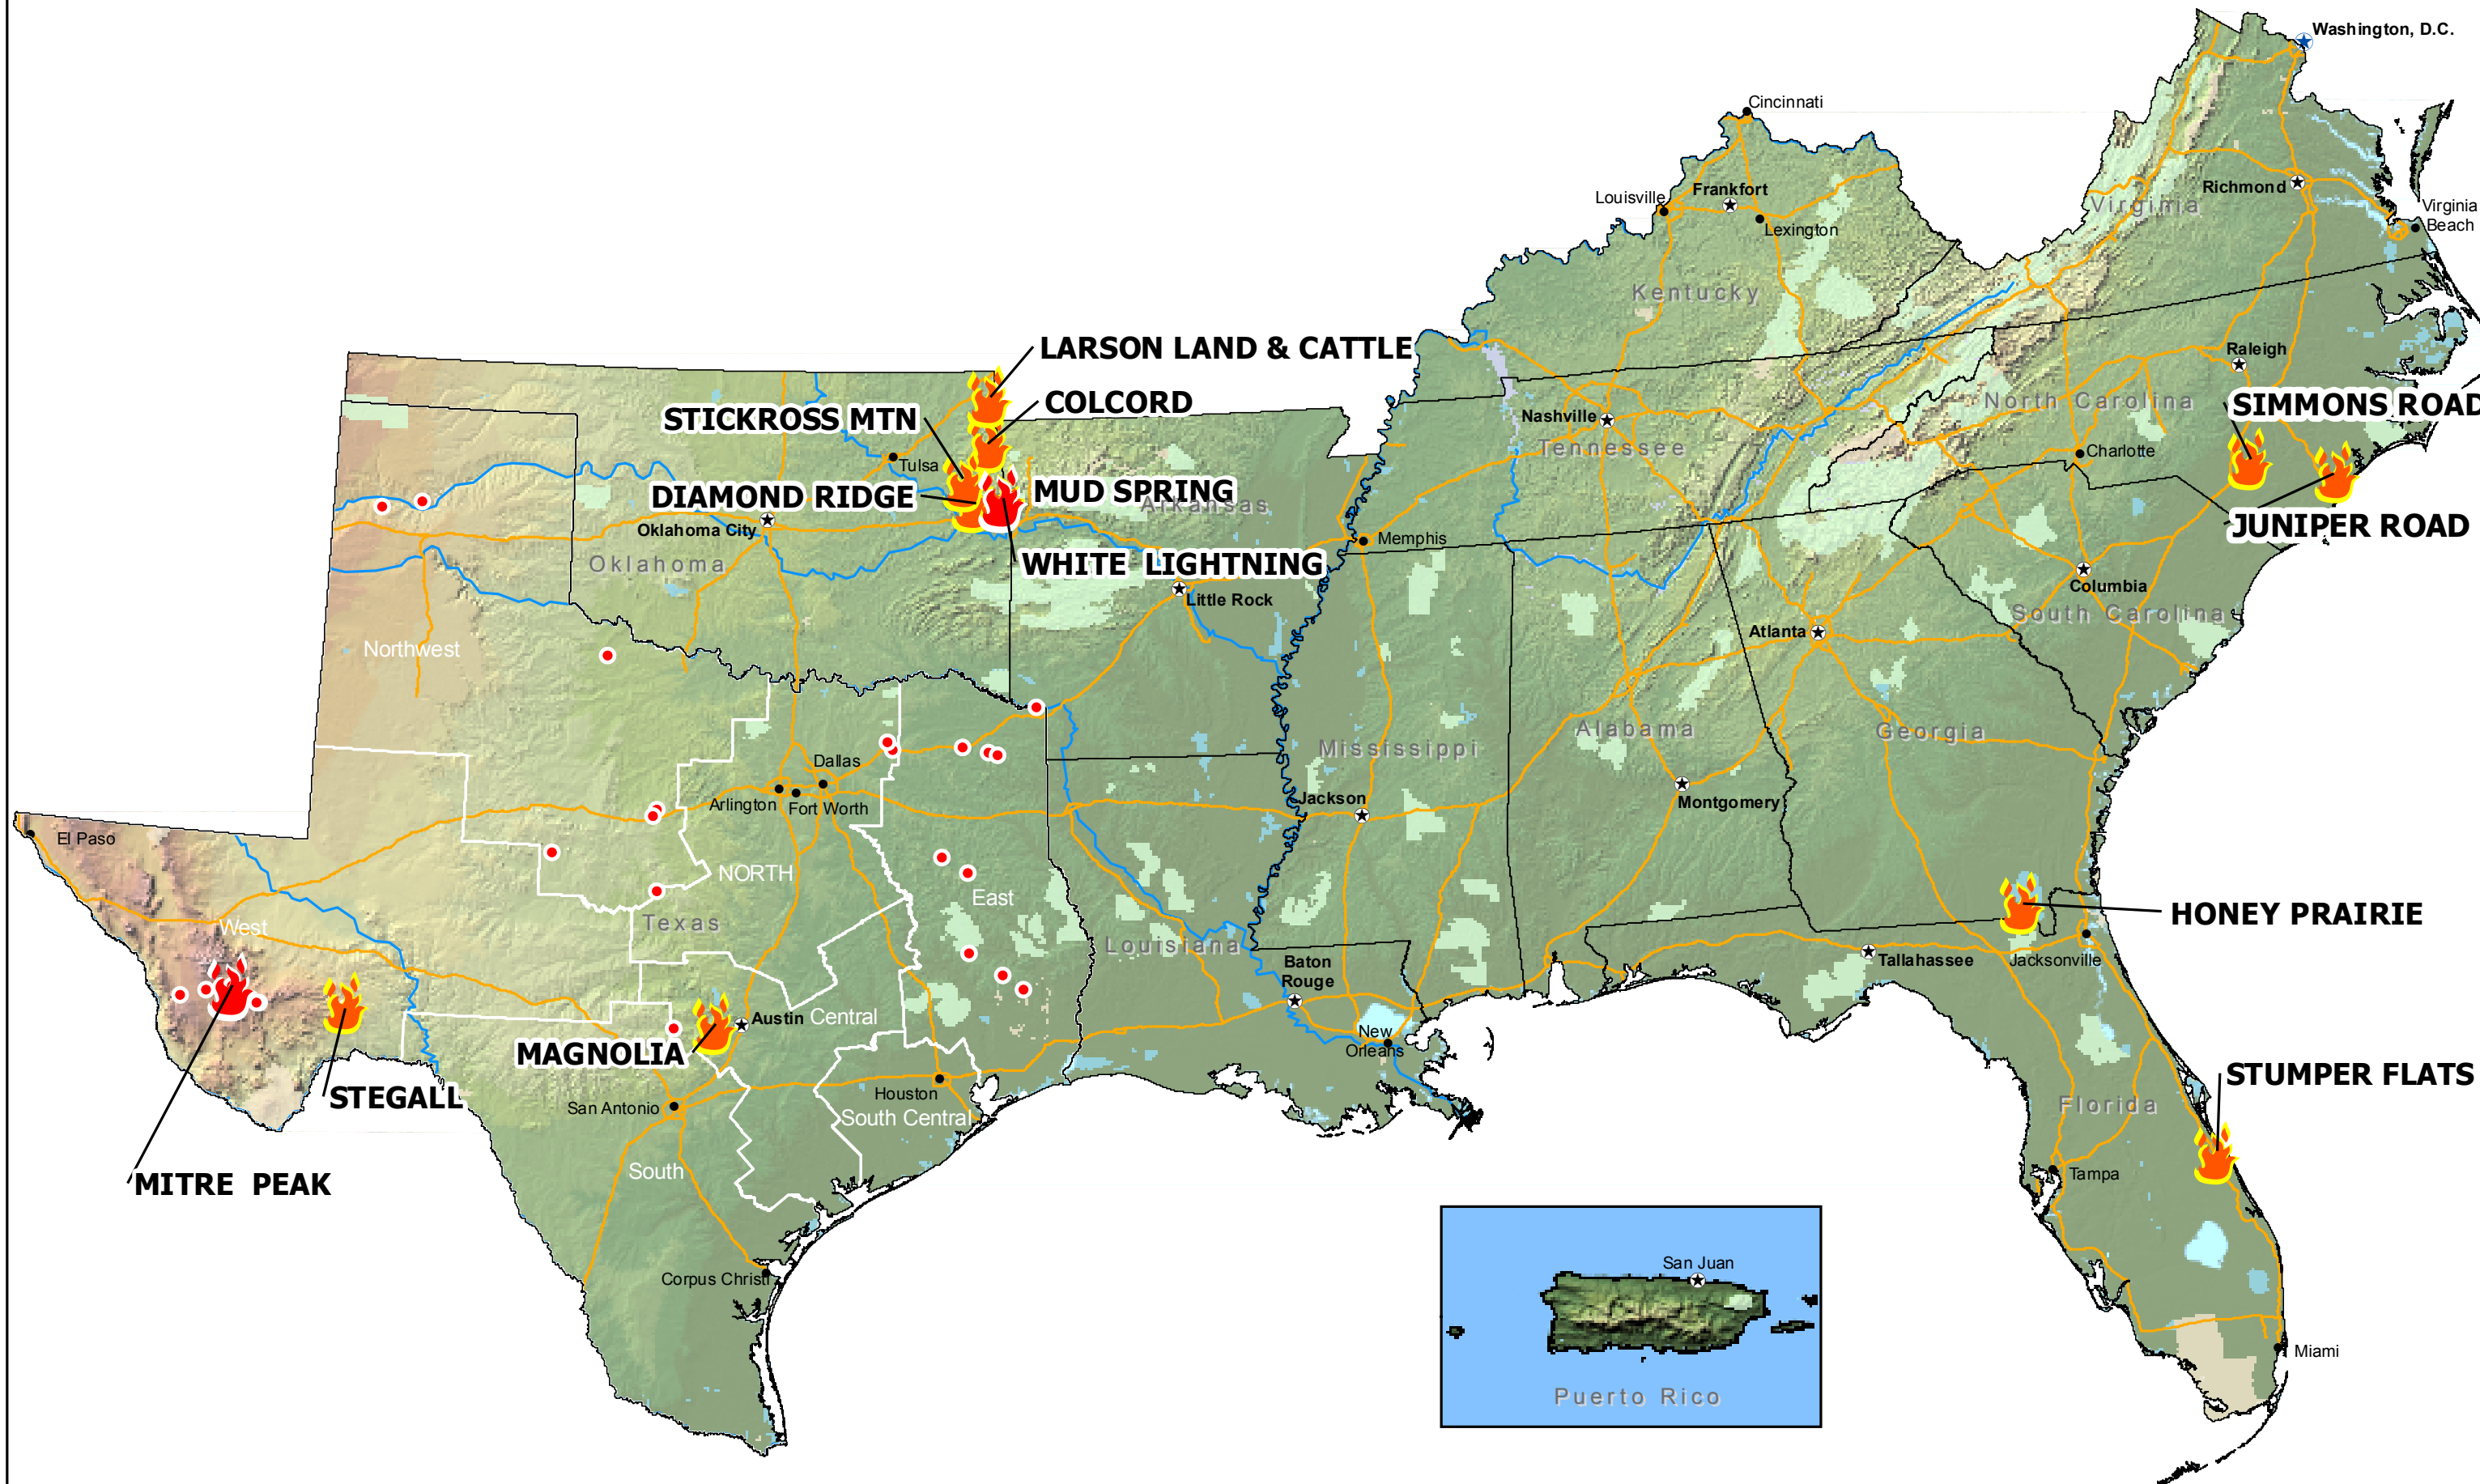 Washington, D.C.
Cincinnati
Louisville
Frankfort
Lexington
Richmond
Virginia
Virginia
Beach
Kentucky
LARSON LAND & CATTLE
COLCORD
STICKROSS MTN
Tulsa
DIAMOND RIDGE
MUD SPRING
Arkansas
Oklahoma City
Oklahoma
WHITE LIGHTNING
Little Rock
Memphis
Nashville
Tennessee
Raleigh
North Carolina
SIMMONS ROAD
Charlotte
JUNIPER ROAD
Columbia
South Carolina
Atlanta
Northwest
Alabama
Georgia
Mississippi
Dallas
Arlington
Fort Worth
Jackson
Montgomery
El Paso
NORTH
East
Texas
West
Louisiana
HONEY PRAIRIE
Baton
Rouge
Tallahassee
Jacksonville
Austin
Central
New
Orleans
MAGNOLIA
STEGALL
Houston
San Antonio
South Central
STUMPER FLATS
Florida
MITRE PEAK
South
Tampa
San Juan
Corpus Christi
Miami
Puerto Rico